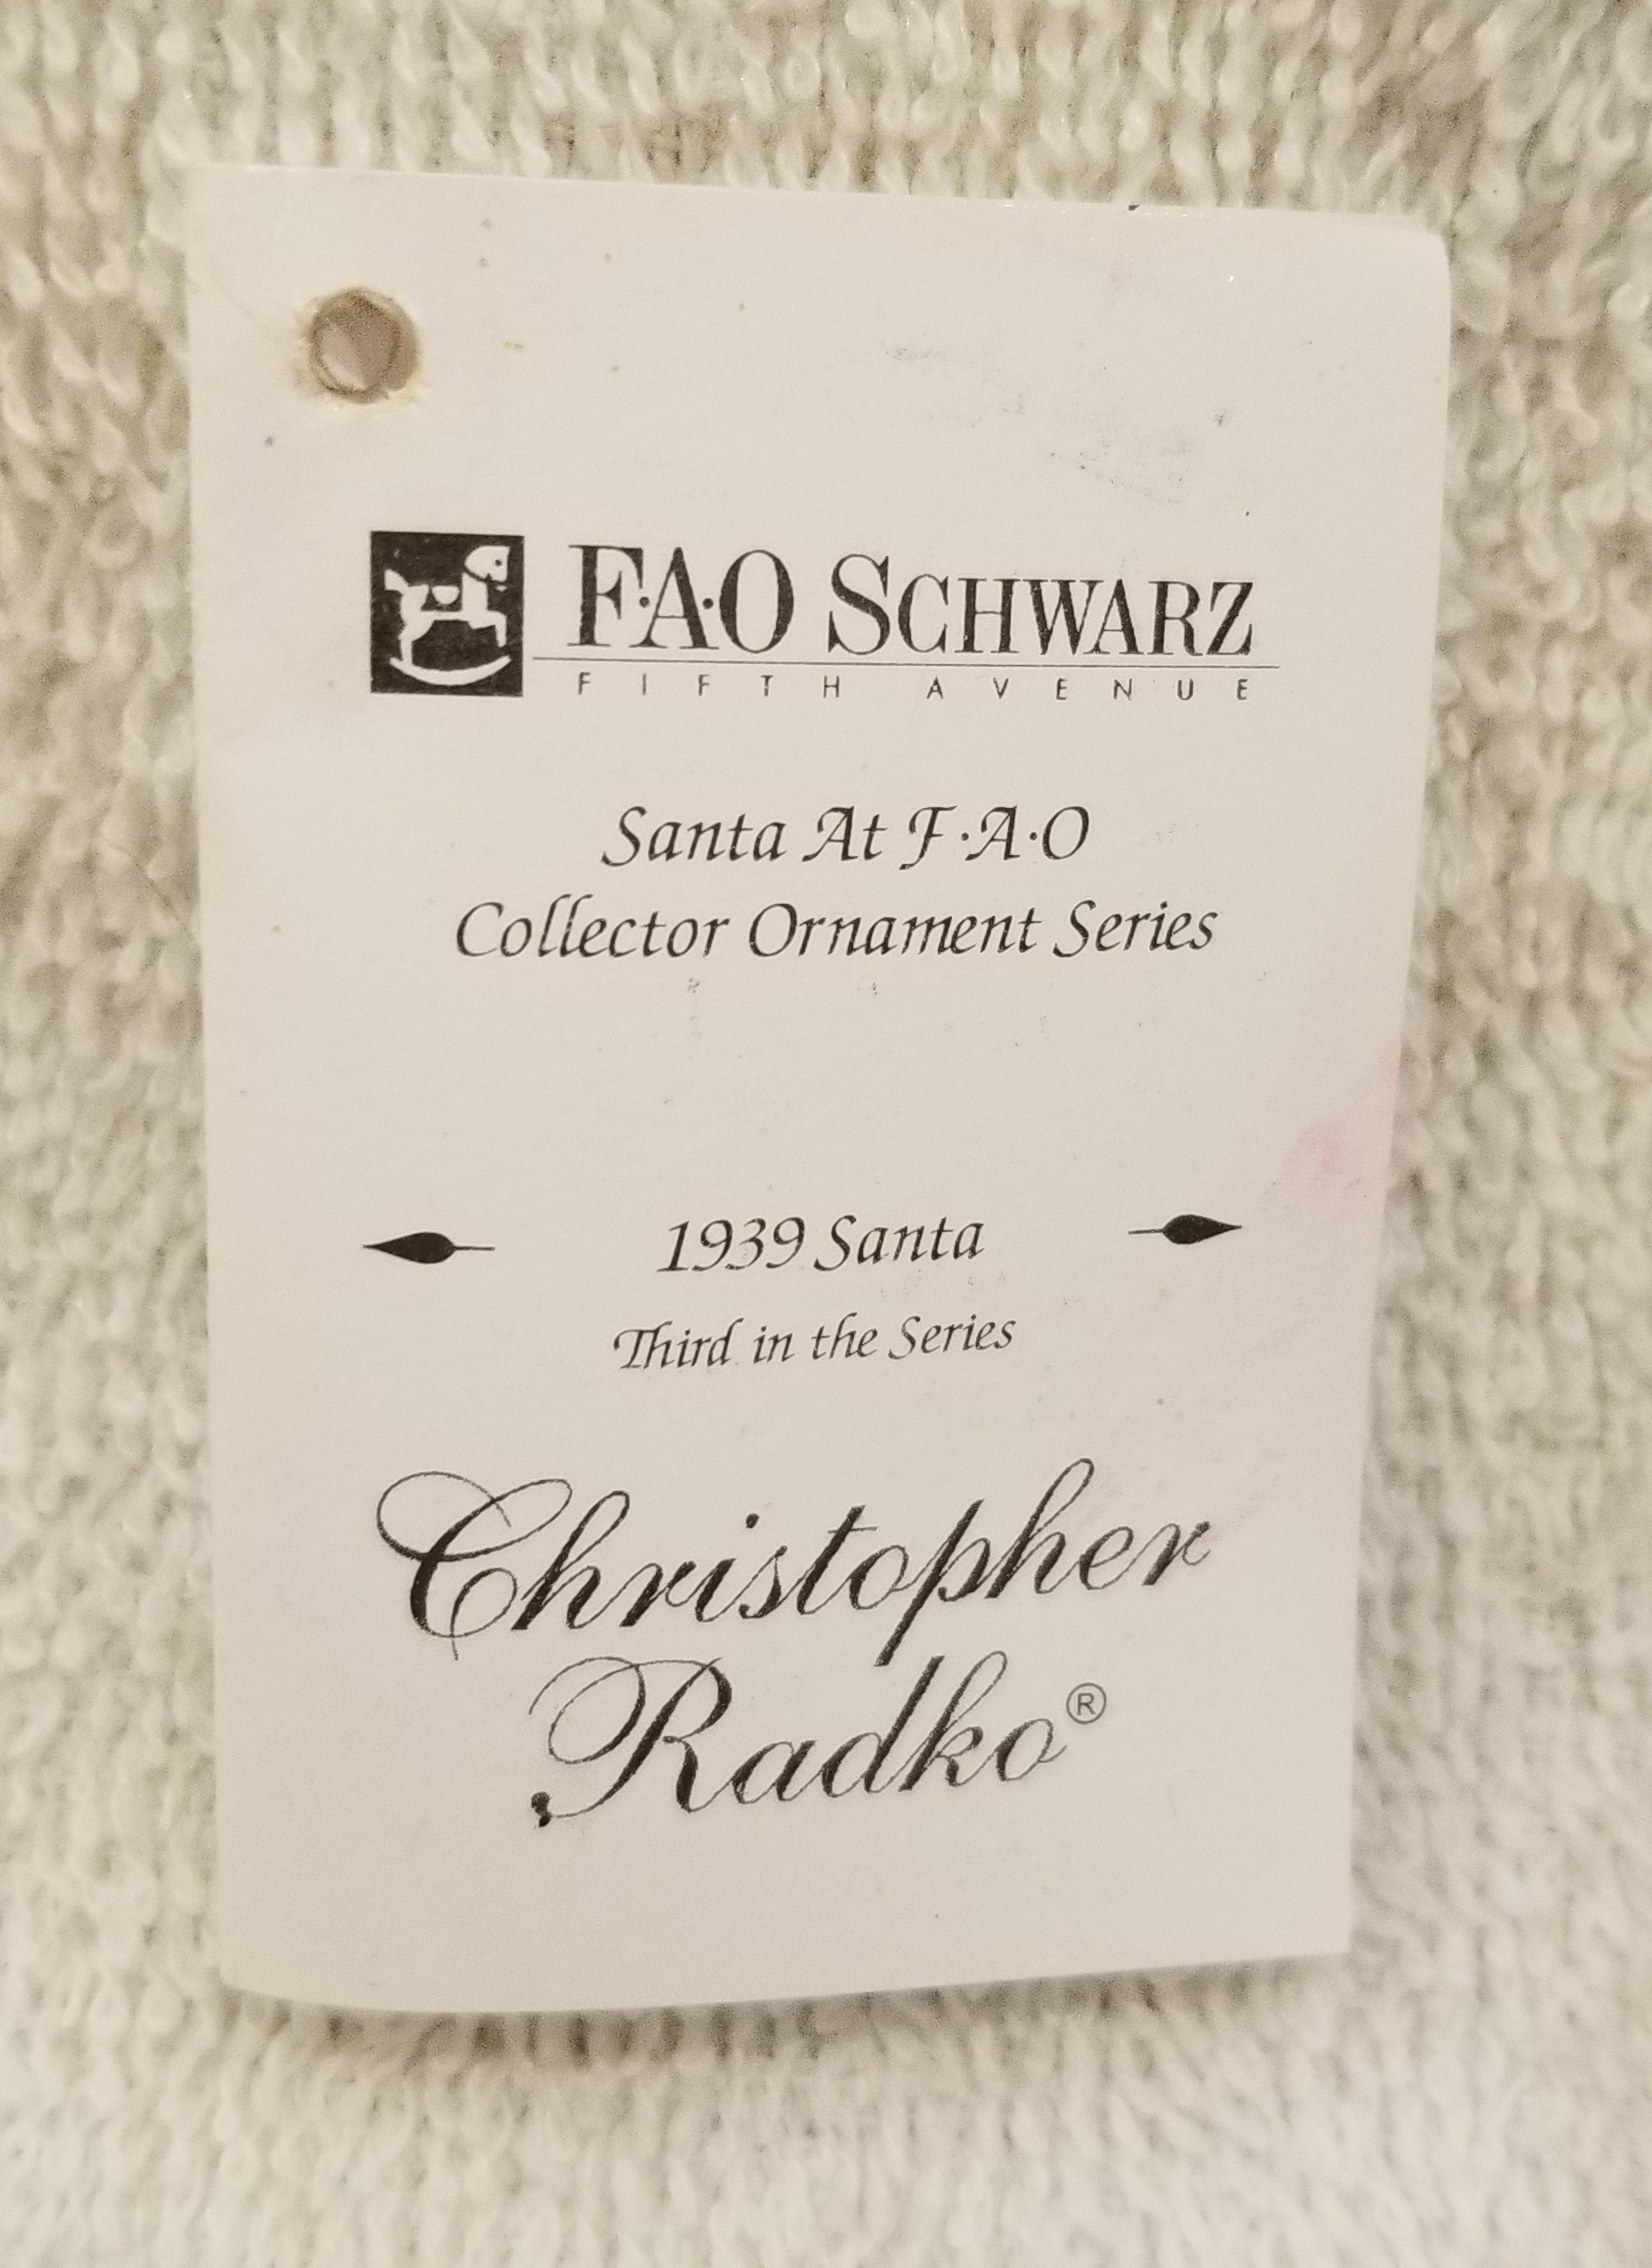 F·A·O SCHWARZ
FIFTH AVENUE
Santa At F·A·O
Collector Ornament Series
1939 Santa
Third in the Series
Christopher
Radko®